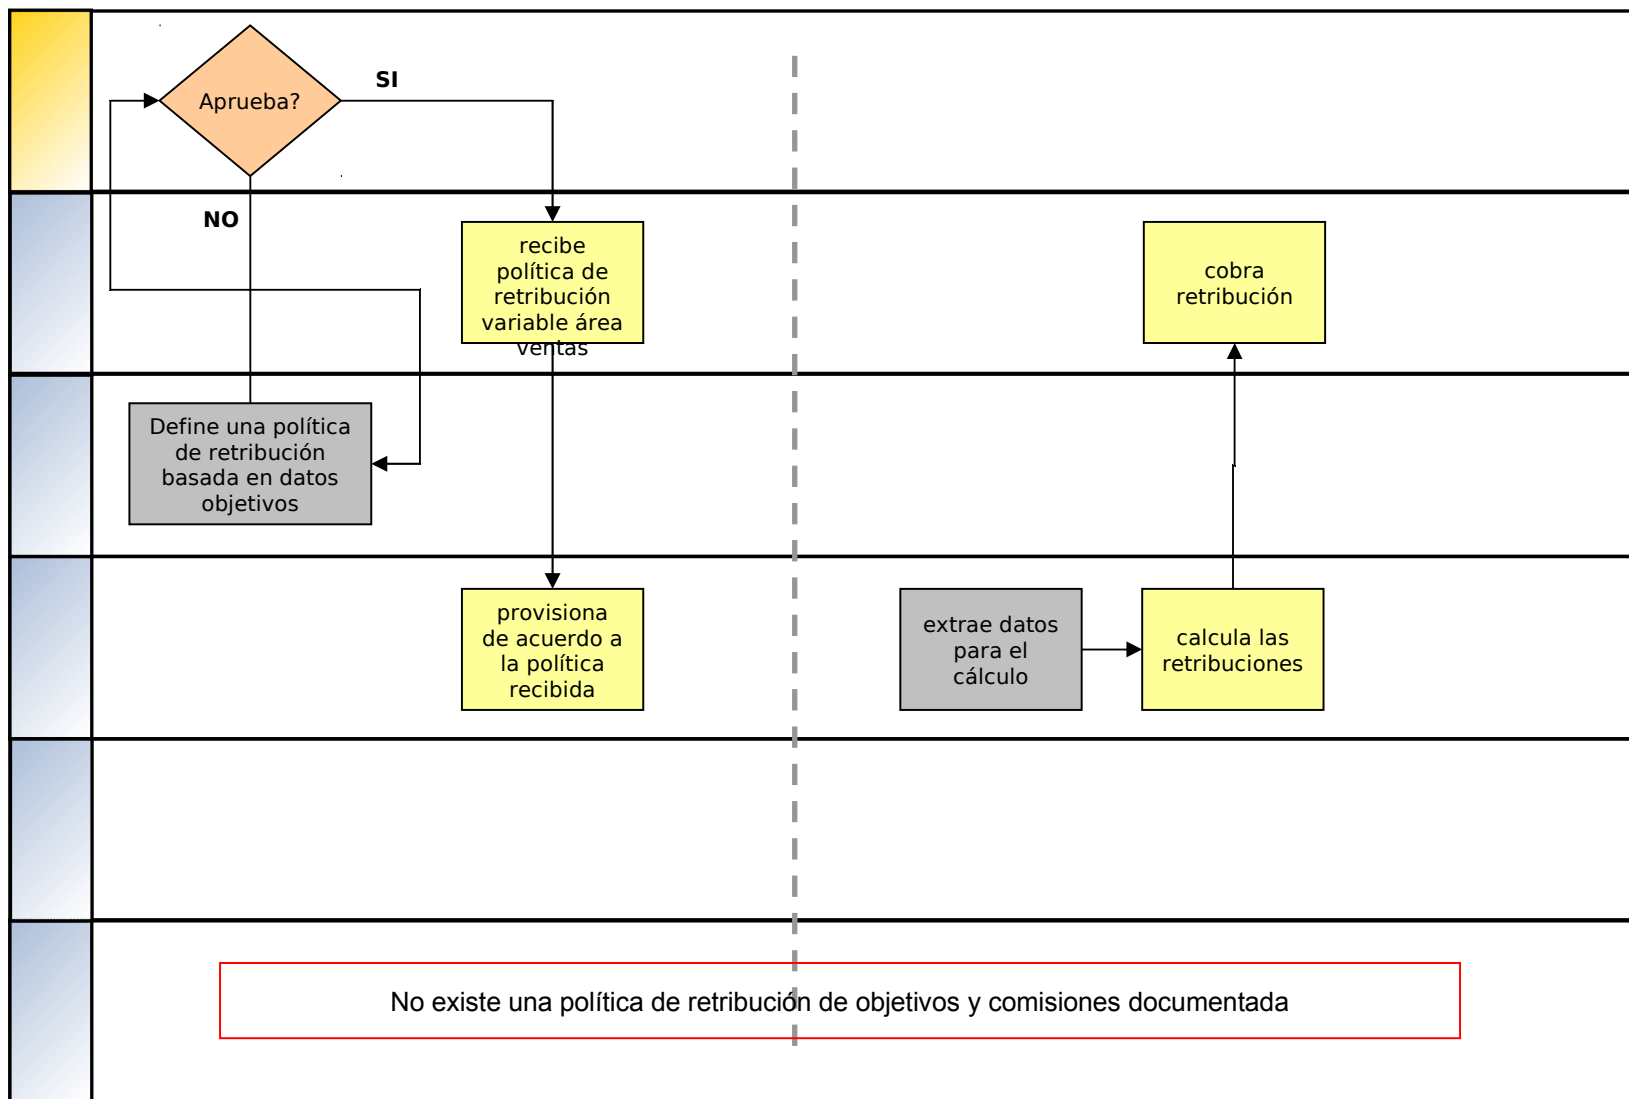 Aprueba?
SI
NO
recibe
política de
retribución
variable área
ventas
cobra
retribución
Define una política
de retribución
basada en datos
objetivos
provisiona
de acuerdo a
la política
recibida
extrae datos
para el
cálculo
calcula las
retribuciones
No existe una política de retribución de objetivos y comisiones documentada